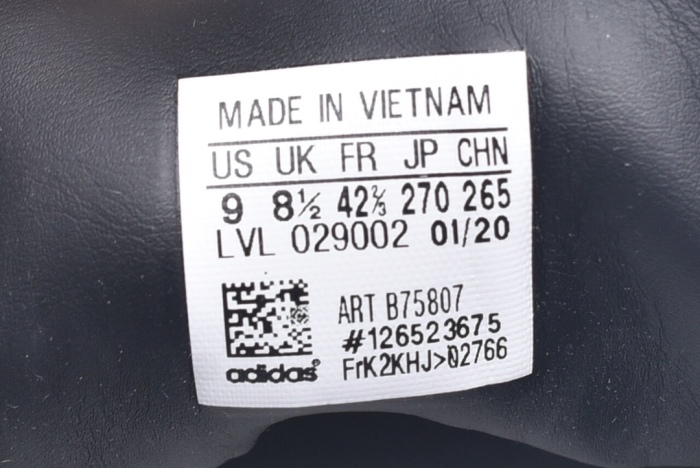 MADE IN VIETNAM
US UK FR JP CHN
9 8½ 42⅔ 270 265
LVL 029002 01/20
ART B75807
#126523675
FrK2KHJ>02766
adidas®